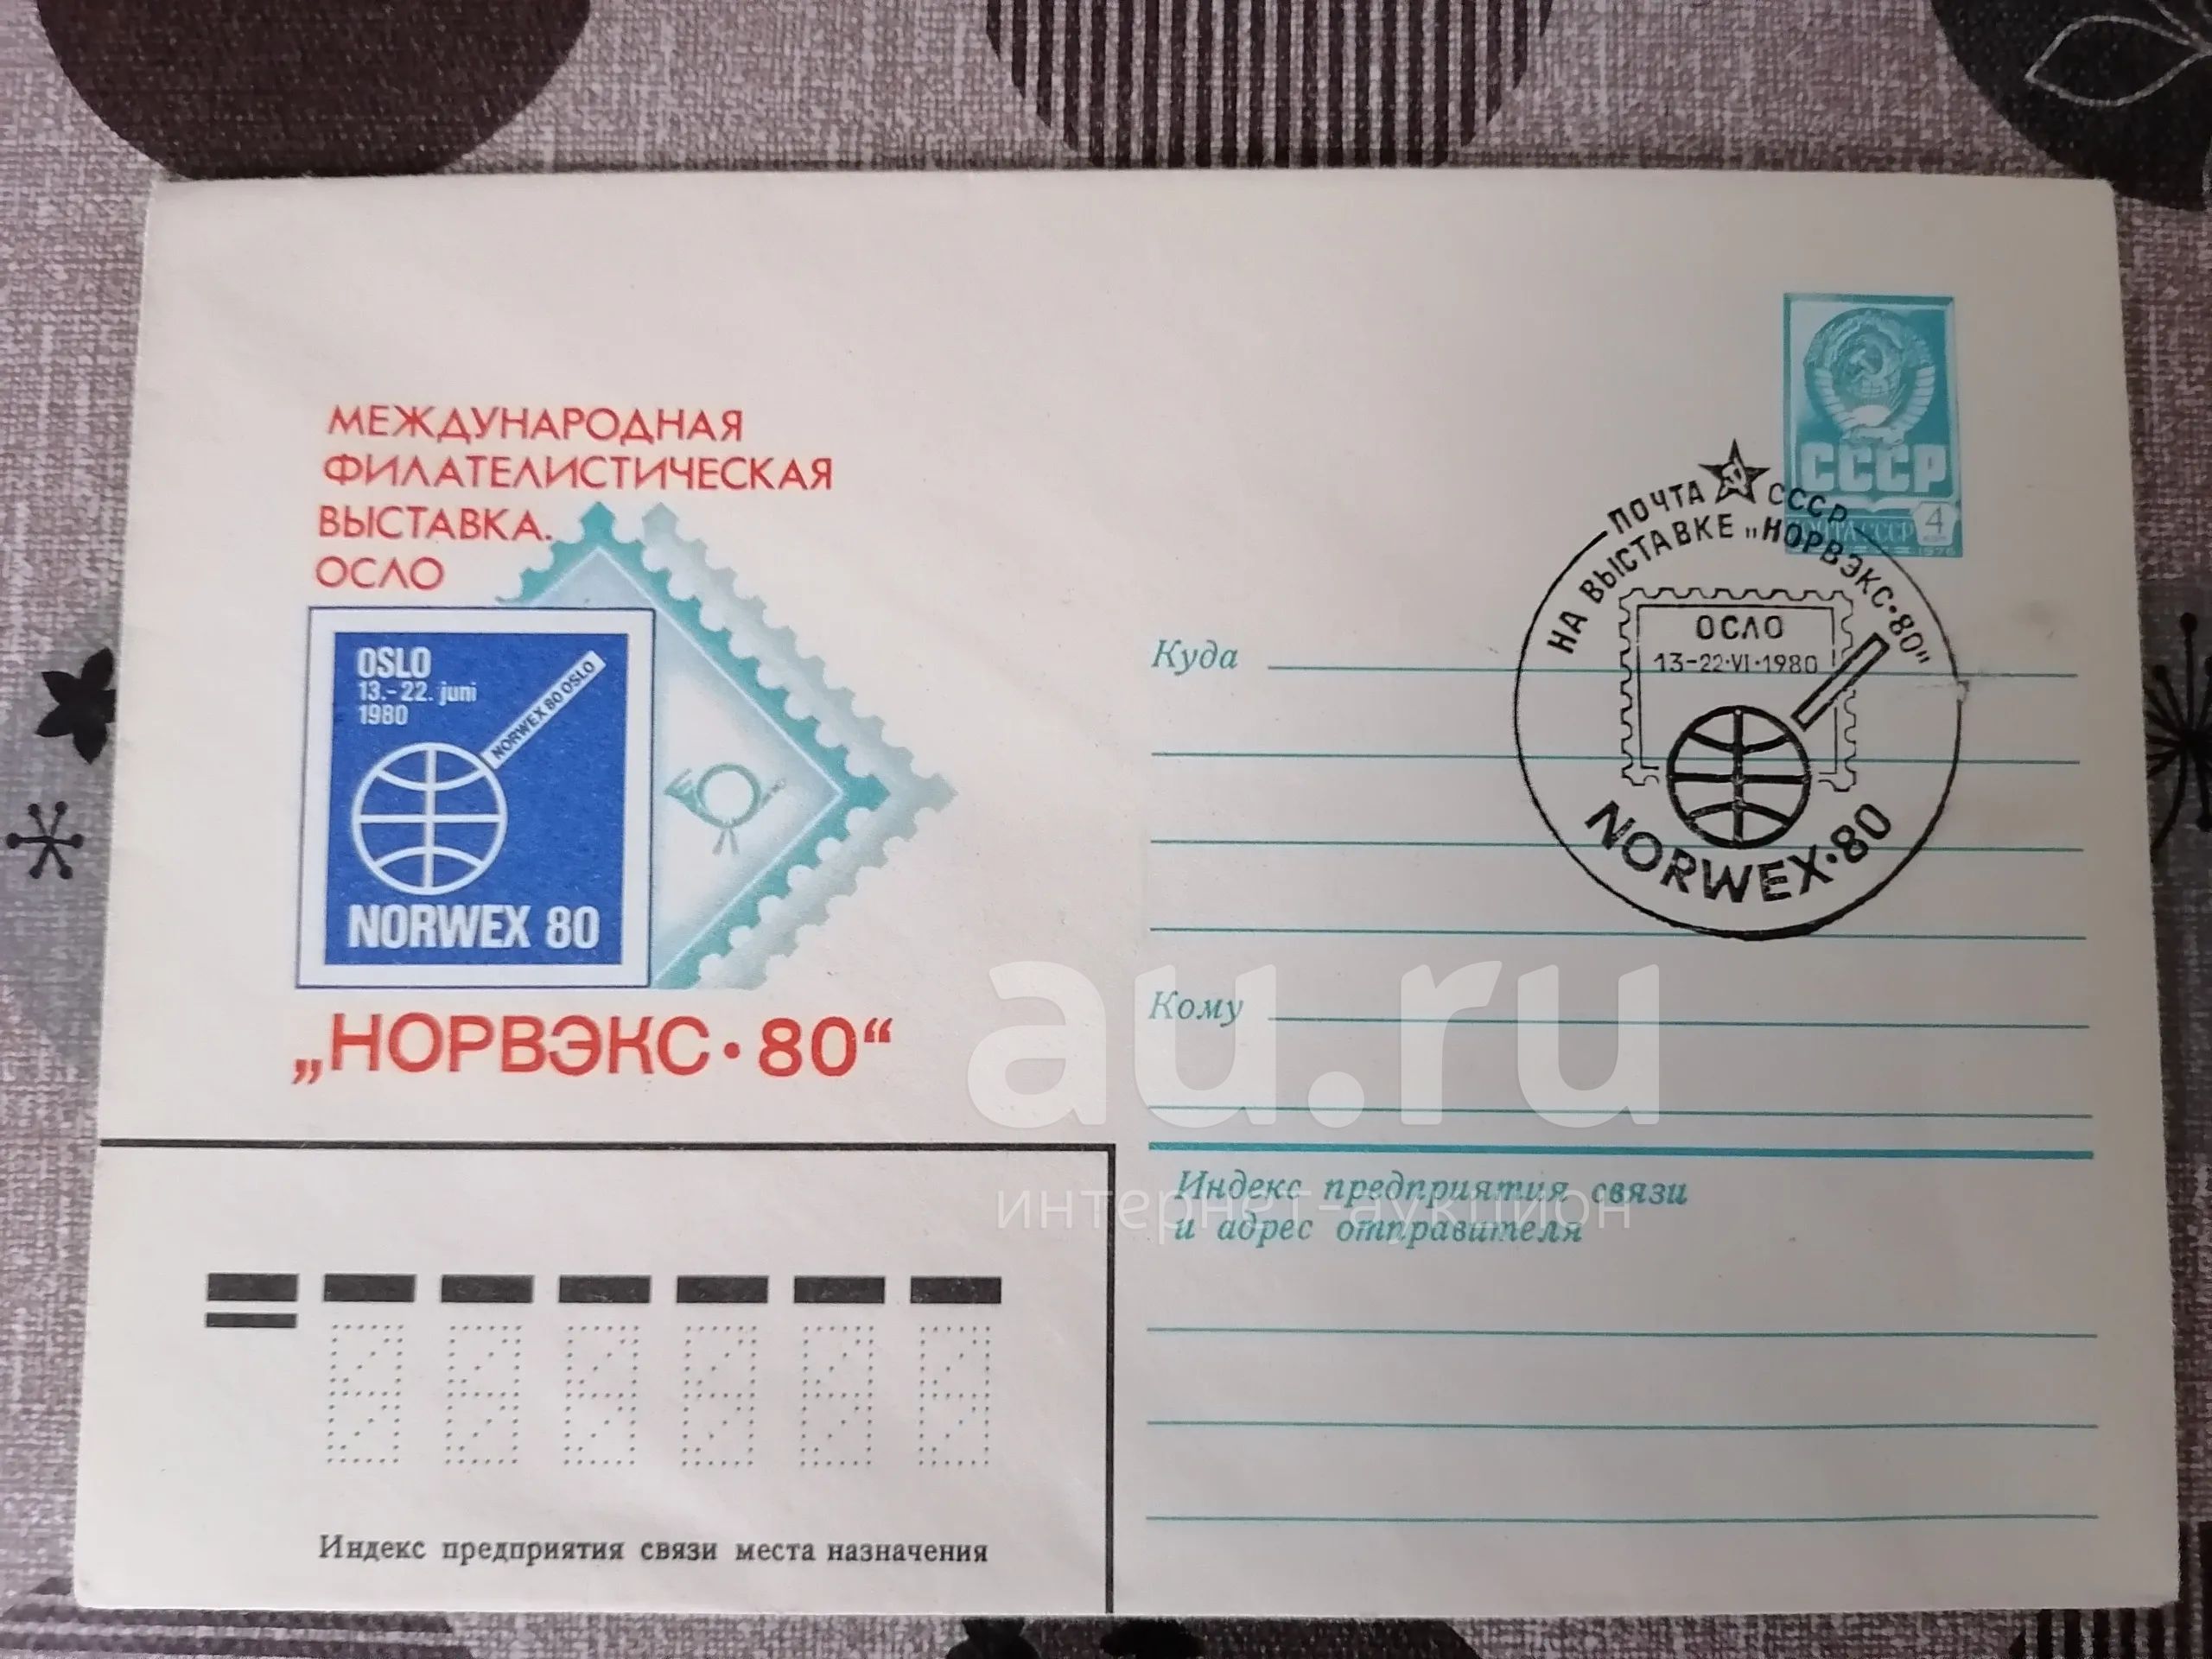 МЕЖДУНАРОДНАЯ
ФИЛАТЕЛИСТИЧЕСКАЯ
ВЫСТАВКА.
ОСЛО
OSLO
13.-22. juni
1980
NORWEX 80 OSLO
NORWEX 80
„НОРВЭКС·80“
СССР
ПОЧТА СССР 4
1976
ПОЧТА СССР
НА ВЫСТАВКЕ „НОРВЭКС·80"
ОСЛО
13-22·VI·1980
NORWEX·80
Куда
Кому
au.ru
интернет-аукцион
Индекс предприятия связи
и адрес отправителя
Индекс предприятия связи места назначения